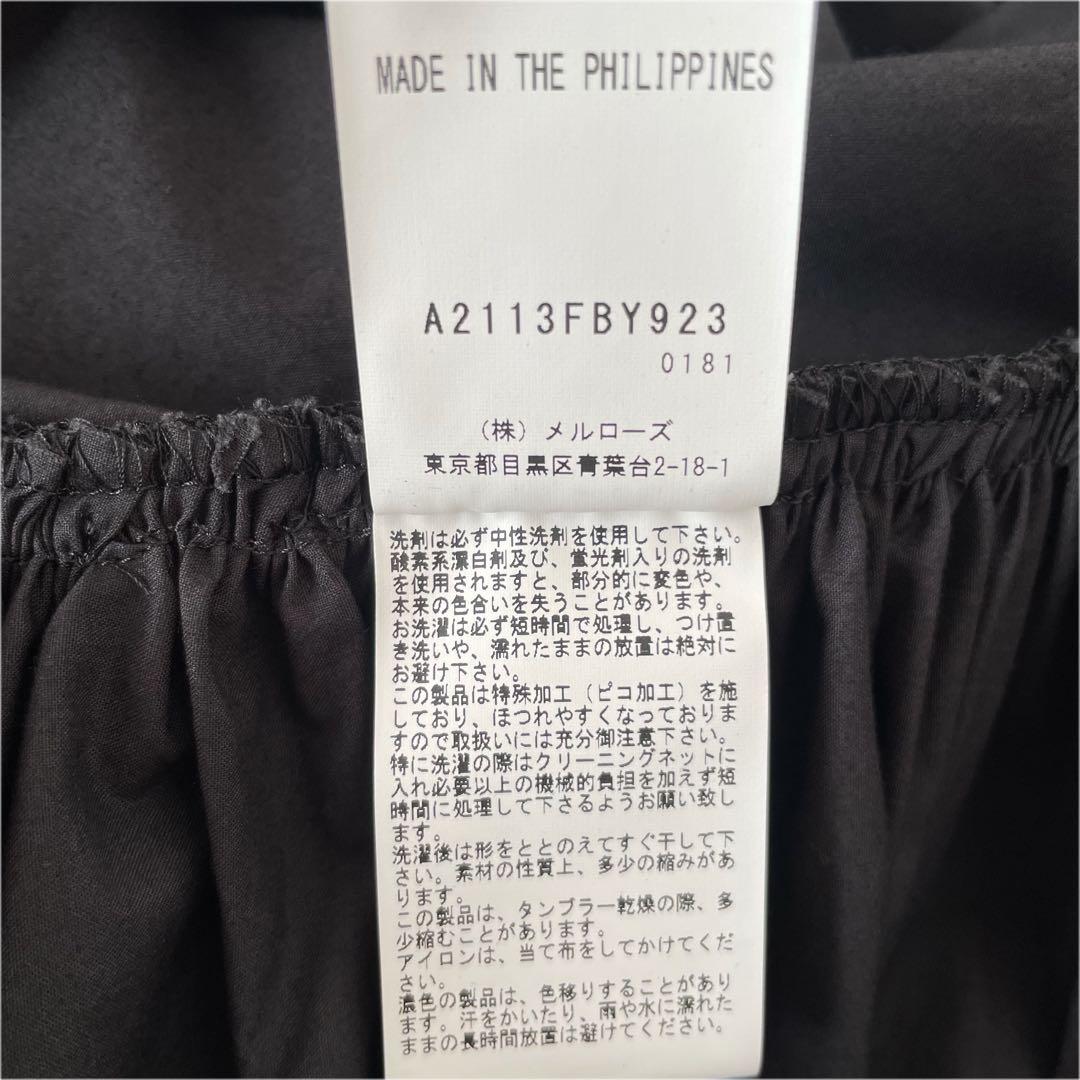 MADE IN THE PHILIPPINES
A2113FBY923
0181
(株) メルローズ
東京都目黒区青葉台2-18-1
洗剤は必ず中性洗剤を使用して下さい。
酸素系漂白剤及び、蛍光剤入りの洗剤
を使用されますと、部分的に変色や、
本来の色合いを失うことがあります。
お洗濯は必ず短時間で処理し、つけ置
き洗いや、濡れたままの放置は絶対に
お避け下さい。
この製品は特殊加工(ピコ加工)を施
しており、ほつれやすくなっておりま
すので取扱いには充分御注意下さい。
特に洗濯の際はクリーニングネットに
入れ必要以上の機械的負担を加えず短
時間に処理して下さるようお願い致し
ます。
洗濯後は形をととのえてすぐ干して下
さい。素材の性質上、多少の縮みがあ
ります。
この製品は、タンブラー乾燥の際、多
少縮むことがあります。
アイロンは、当て布をしてかけてくだ
さい。
濃色の製品は、色移りすることがあり
ます。汗をかいたり、雨や水に濡れた
ままの長時間放置は避けてください。